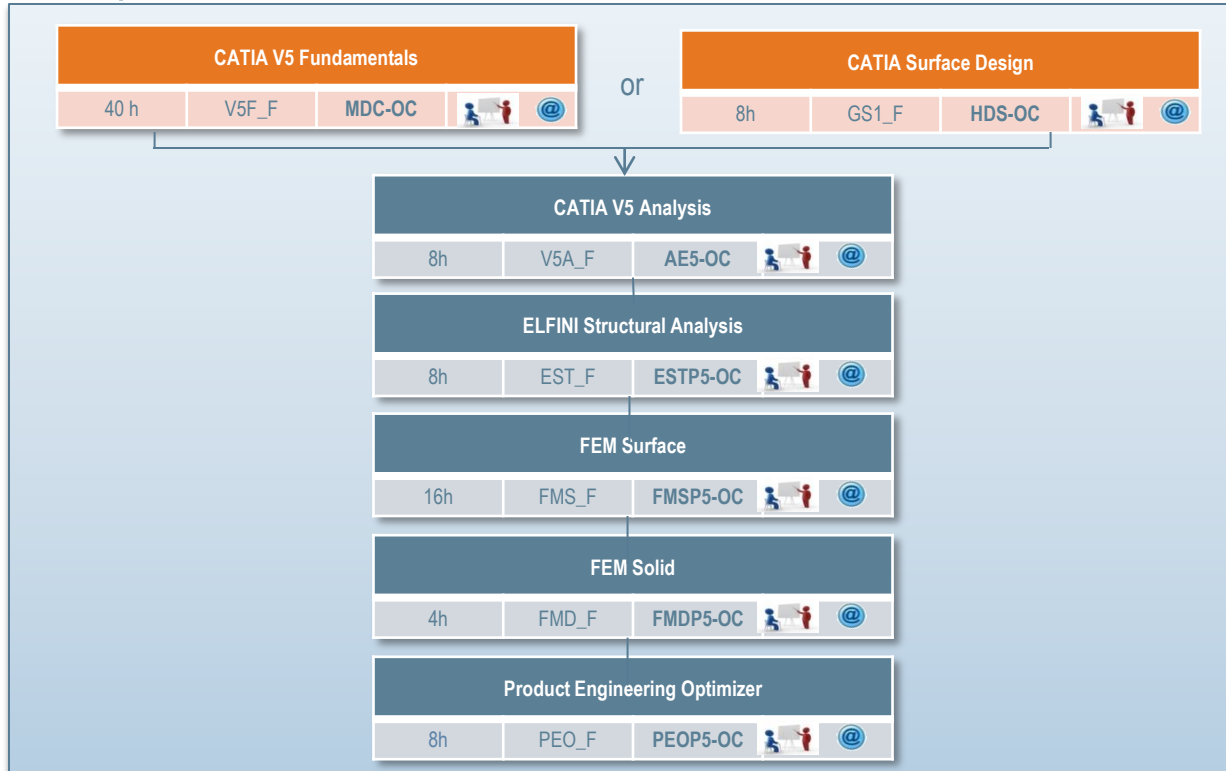 CATIA V5 Fundamentals
40 h V5F_F MDC-OC @
or
CATIA Surface Design
8h GS1_F HDS-OC @
CATIA V5 Analysis
8h V5A_F AE5-OC @
ELFINI Structural Analysis
8h EST_F ESTP5-OC @
FEM Surface
16h FMS_F FMSP5-OC @
FEM Solid
4h FMD_F FMDP5-OC @
Product Engineering Optimizer
8h PEO_F PEOP5-OC @